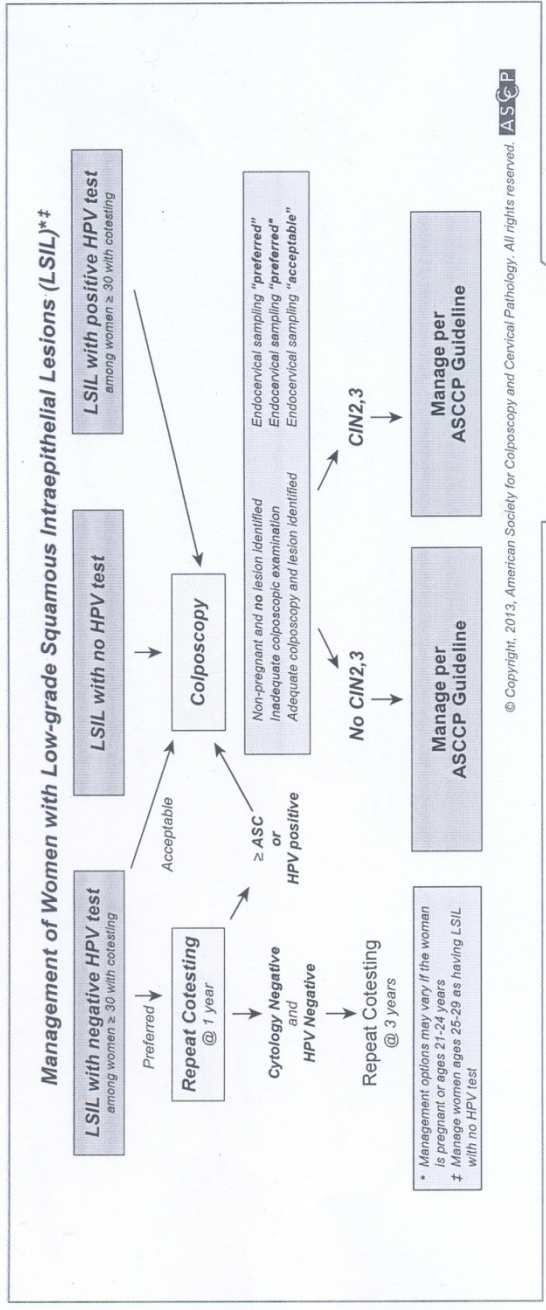 Management of Women with Low-grade Squamous Intraepithelial Lesions (LSIL)*‡
LSIL with negative HPV test
among women ≥ 30 with cotesting
LSIL with no HPV test
LSIL with positive HPV test
among women ≥ 30 with cotesting
Preferred
Acceptable
Repeat Cotesting
@ 1 year
Colposcopy
≥ ASC
or
HPV positive
Cytology Negative
and
HPV Negative
Repeat Cotesting
@ 3 years
Non-pregnant and no lesion identified Endocervical sampling "preferred"
Inadequate colposcopic examination Endocervical sampling "preferred"
Adequate colposcopy and lesion identified Endocervical sampling "acceptable"
No CIN2,3
CIN2,3
Manage per
ASCCP Guideline
Manage per
ASCCP Guideline
* Management options may vary if the woman
is pregnant or ages 21-24 years
‡ Manage women ages 25-29 as having LSIL
with no HPV test
© Copyright, 2013, American Society for Colposcopy and Cervical Pathology. All rights reserved. ASCCP